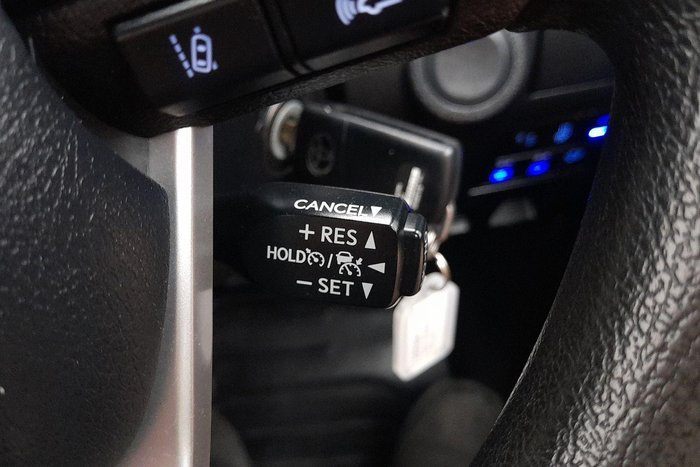 CANCEL▼
+ RES ▲
HOLD / ◄
− SET ▼